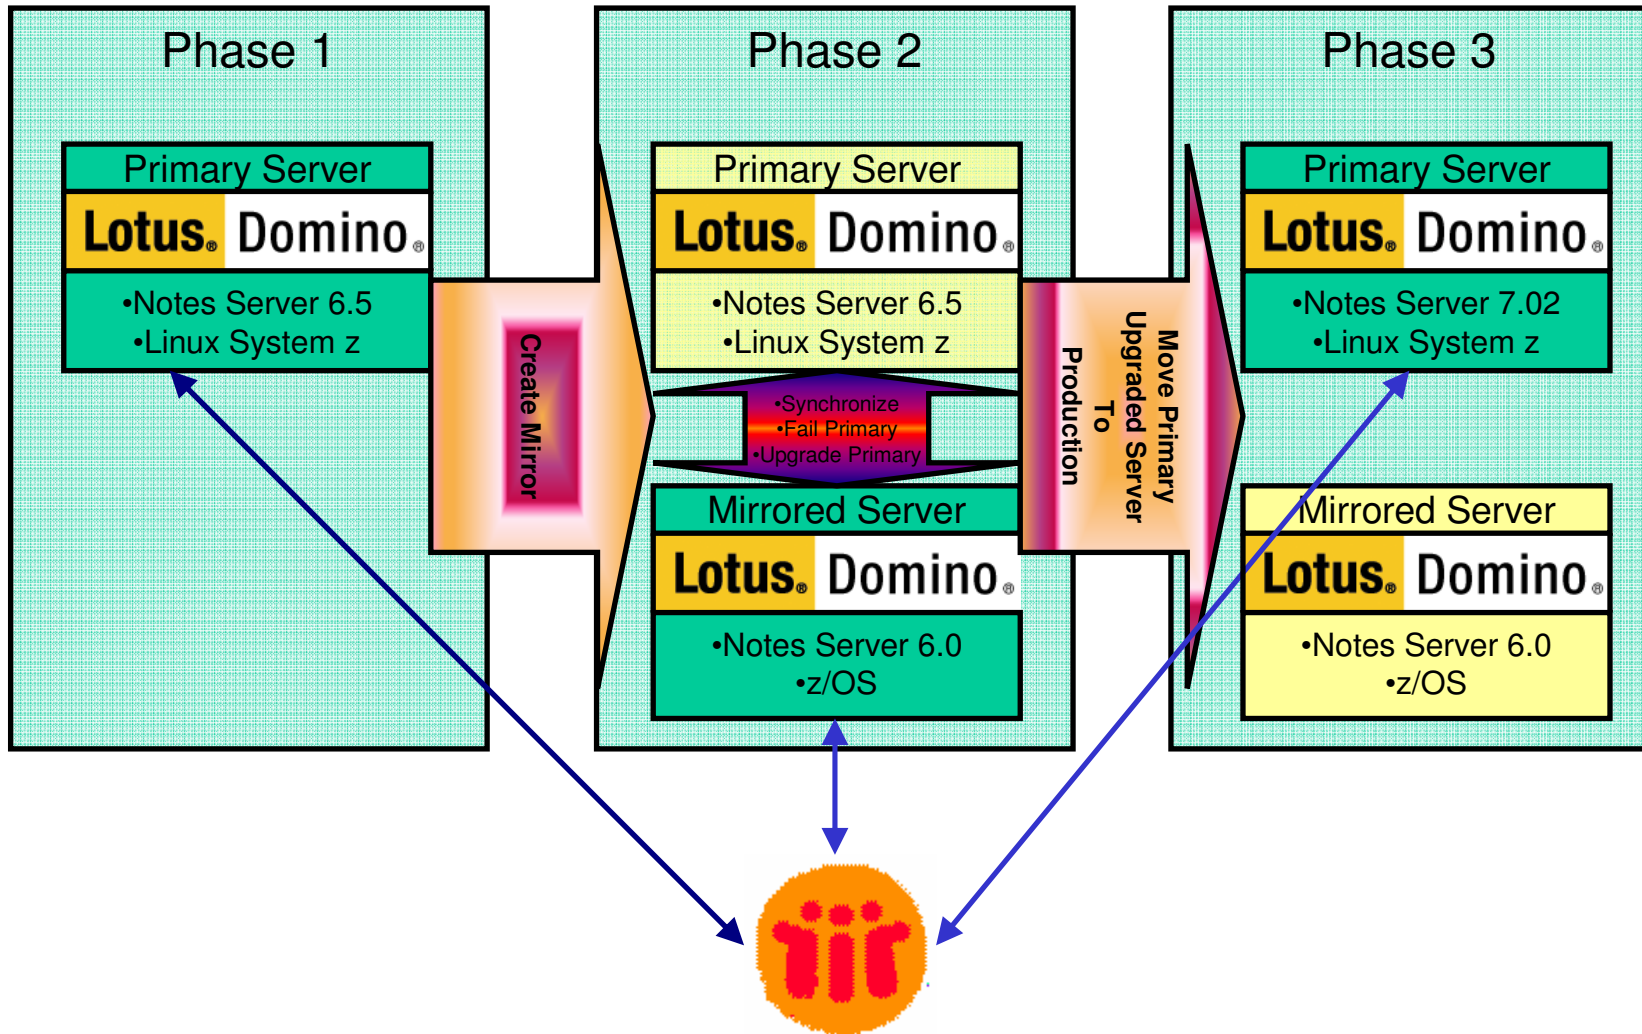 Phase 1
Primary Server
Lotus® Domino®
•Notes Server 6.5
•Linux System z
Create Mirror
Phase 2
Primary Server
Lotus® Domino®
•Notes Server 6.5
•Linux System z
•Synchronize
•Fail Primary
•Upgrade Primary
Mirrored Server
Lotus® Domino®
•Notes Server 6.0
•z/OS
Move Primary
Upgraded Server
To
Production
Phase 3
Primary Server
Lotus® Domino®
•Notes Server 7.02
•Linux System z
Mirrored Server
Lotus® Domino®
•Notes Server 6.0
•z/OS